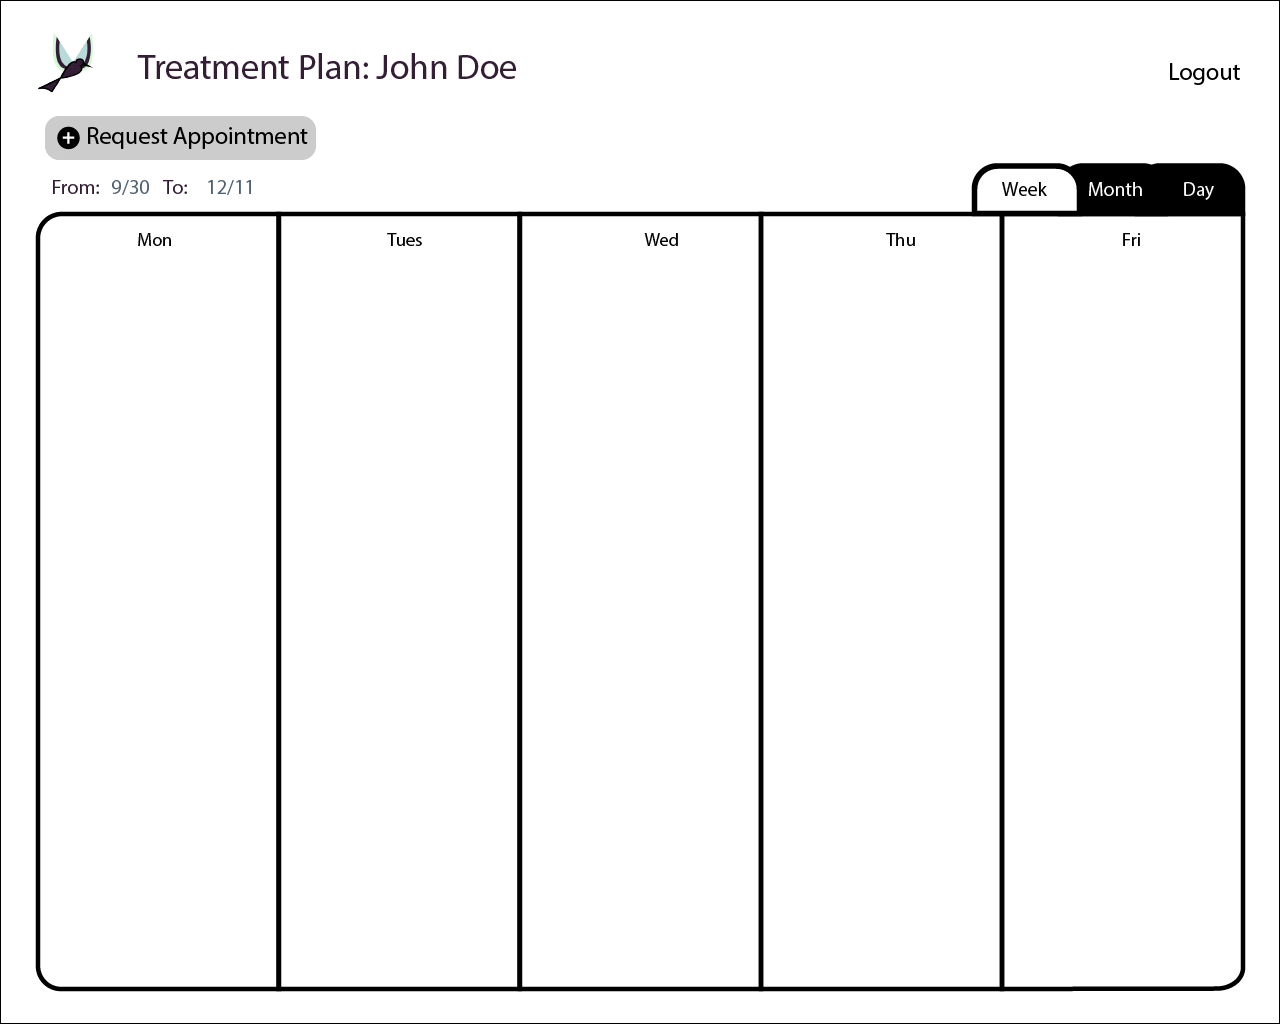 Treatment Plan: John Doe
Logout
Request Appointment
From: 9/30 To: 12/11
Week Month Day
Mon Tues Wed Thu Fri